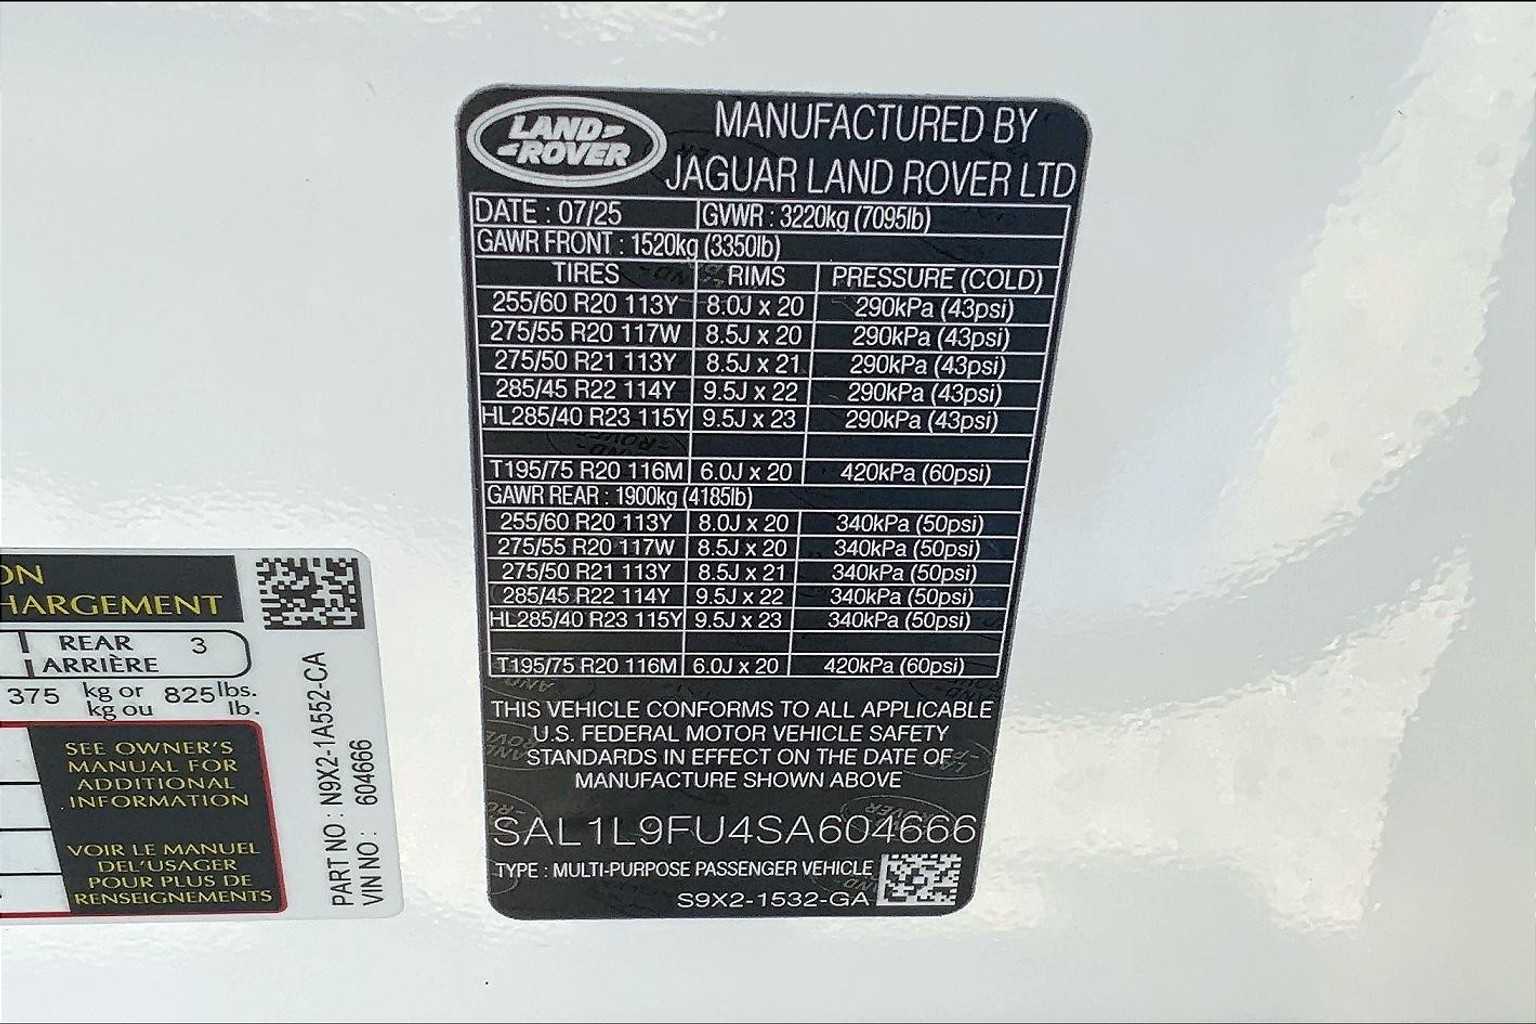 LAND
ROVER
MANUFACTURED BY
JAGUAR LAND ROVER LTD
DATE : 07/25 GVWR : 3220kg (7095lb)
GAWR FRONT : 1520kg (3350lb)
TIRES RIMS PRESSURE (COLD)
255/60 R20 113Y 8.0J x 20 290kPa (43psi)
275/55 R20 117W 8.5J x 20 290kPa (43psi)
275/50 R21 113Y 8.5J x 21 290kPa (43psi)
285/45 R22 114Y 9.5J x 22 290kPa (43psi)
HL285/40 R23 115Y 9.5J x 23 290kPa (43psi)
T195/75 R20 116M 6.0J x 20 420kPa (60psi)
GAWR REAR : 1900kg (4185lb)
255/60 R20 113Y 8.0J x 20 340kPa (50psi)
275/55 R20 117W 8.5J x 20 340kPa (50psi)
275/50 R21 113Y 8.5J x 21 340kPa (50psi)
285/45 R22 114Y 9.5J x 22 340kPa (50psi)
HL285/40 R23 115Y 9.5J x 23 340kPa (50psi)
T195/75 R20 116M 6.0J x 20 420kPa (60psi)
THIS VEHICLE CONFORMS TO ALL APPLICABLE
U.S. FEDERAL MOTOR VEHICLE SAFETY
STANDARDS IN EFFECT ON THE DATE OF
MANUFACTURE SHOWN ABOVE
SAL1L9FU4SA604666
TYPE : MULTI-PURPOSE PASSENGER VEHICLE
S9X2-1532-GA
ON
HARGEMENT
REAR 3
ARRIÈRE
375 kg or 825 lbs.
kg ou lb.
SEE OWNER'S
MANUAL FOR
ADDITIONAL
INFORMATION
VOIR LE MANUEL
DEL'USAGER
POUR PLUS DE
RENSEIGNEMENTS
PART NO : N9X2-1A552-CA
VIN NO : 604666